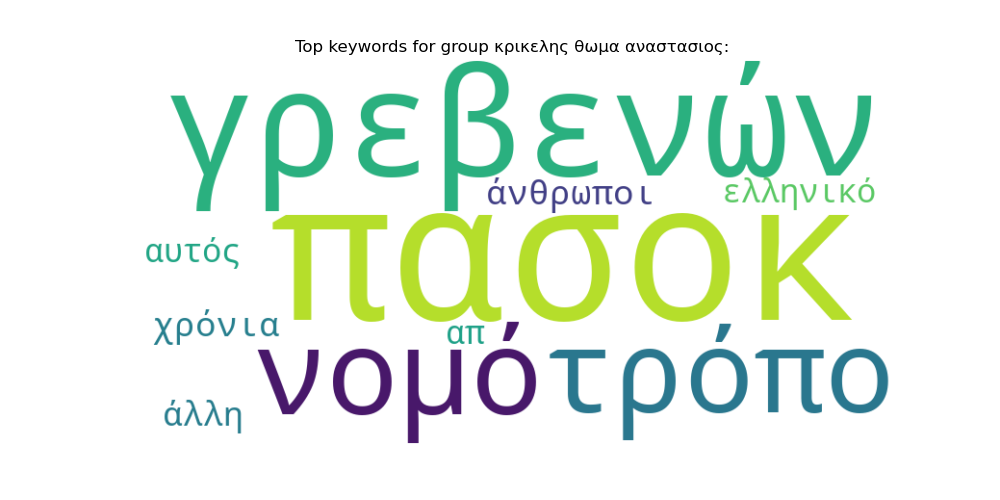 Top keywords for group κρικελης θωμα αναστασιος:
γρεβενών
άνθρωποι ελληνικό
πασοκ
αυτός
χρόνια
απ
νομό τρόπο
άλλη